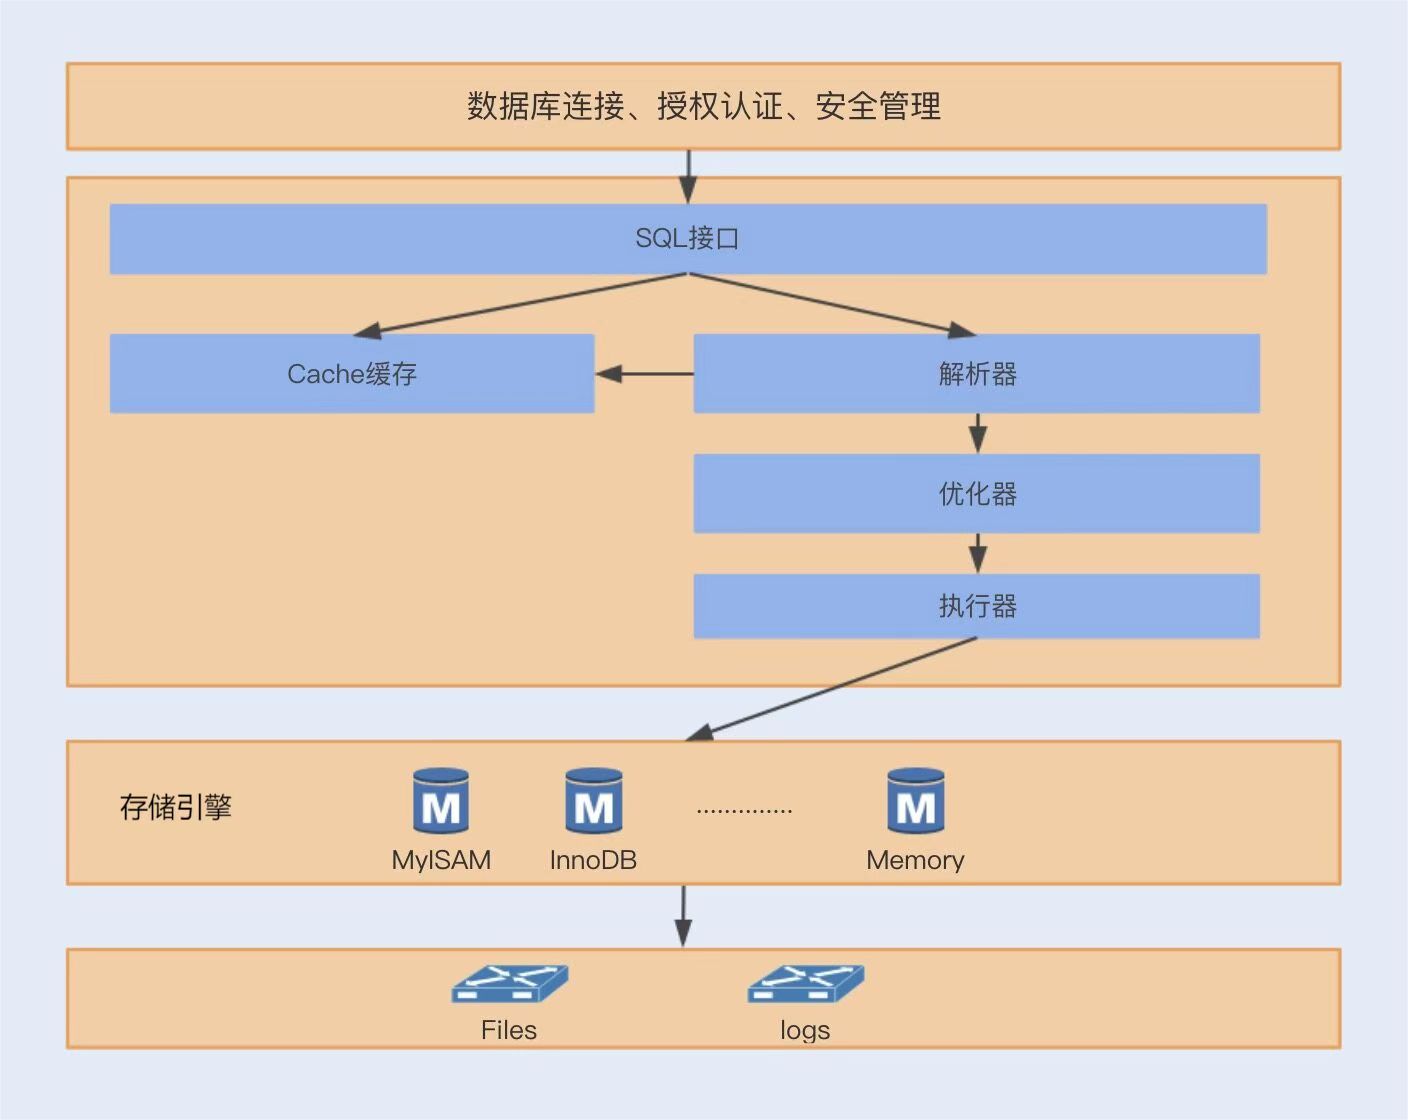 数据库连接、授权认证、安全管理
SQL接口
Cache缓存
解析器
优化器
执行器
存储引擎
M
M
..............
M
MyISAM
InnoDB
Memory
Files
logs